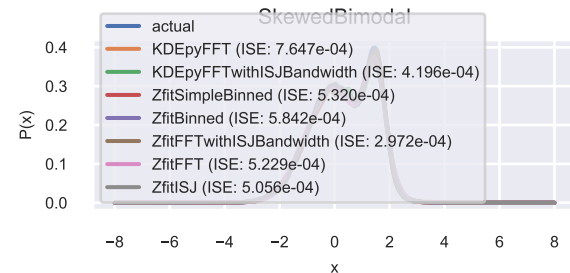 SkewedBimodal
actual
KDEpyFFT (ISE: 7.647e-04)
KDEpyFFTwithISJBandwidth (ISE: 4.196e-04)
ZfitSimpleBinned (ISE: 5.320e-04)
ZfitBinned (ISE: 5.842e-04)
ZfitFFTwithISJBandwidth (ISE: 2.972e-04)
ZfitFFT (ISE: 5.229e-04)
ZfitISJ (ISE: 5.056e-04)
P(x)
0.4
0.3
0.2
0.1
0.0
−8 −6 −4 −2 0 2 4 6 8
x